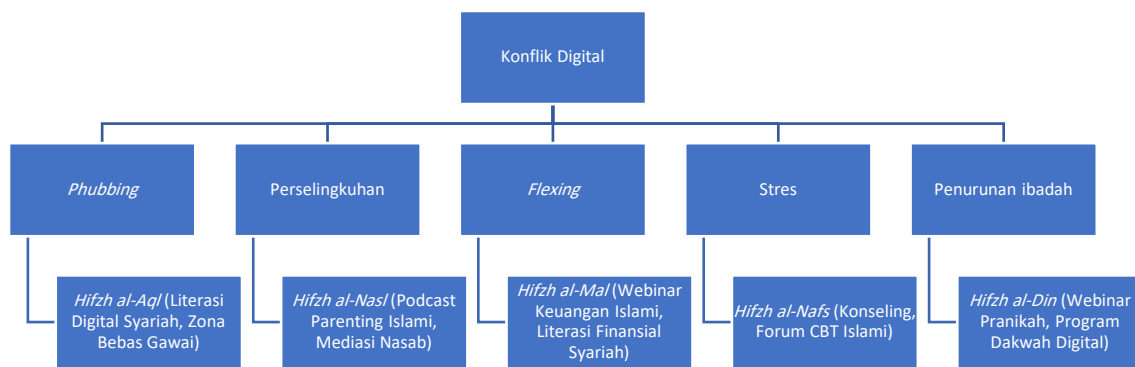 Konflik Digital
Phubbing
Perselingkuhan
Flexing
Stres
Penurunan ibadah
Hifzh al-Aql (Literasi
Digital Syariah, Zona
Bebas Gawai)
Hifzh al-Nasl (Podcast
Parenting Islami,
Mediasi Nasab)
Hifzh al-Mal (Webinar
Keuangan Islami,
Literasi Finansial
Syariah)
Hifzh al-Nafs (Konseling,
Forum CBT Islami)
Hifzh al-Din (Webinar
Pranikah, Program
Dakwah Digital)